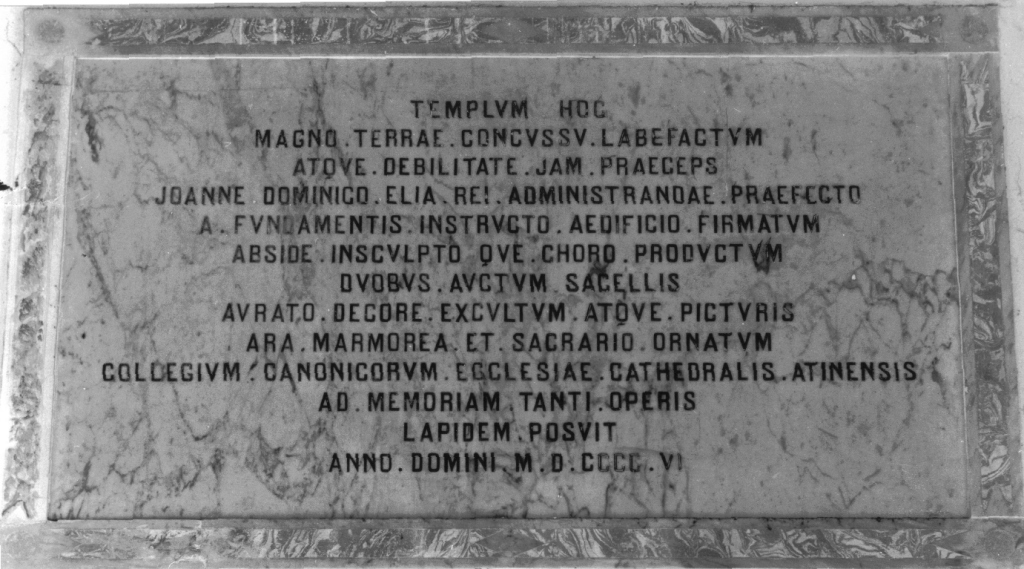 TEMPLVM HOC
MAGNO.TERRAE.CONCVSSV.LABEFACTVM
ATQVE.DEBILITATE.JAM.PRAECEPS
JOANNE.DOMINICO.ELIA.REI.ADMINISTRANDAE.PRAEFECTO
A.FVNDAMENTIS.INSTRVCTO.AEDIFICIO.FIRMATVM
ABSIDE.INSCVLPTO QVE.CHORO.PRODVCTVM
DVOBVS.AVCTVM.SACELLIS
AVRATO.DECORE.EXCVLTVM.ATQVE.PICTVRIS
ARA.MARMOREA.ET.SACRARIO.ORNATVM
COLLEGIVM.CANONICORVM.ECCLESIAE.CATHEDRALIS.ATINENSIS
AD.MEMORIAM.TANTI.OPERIS
LAPIDEM.POSVIT
ANNO.DOMINI.M.D.CCCC.VI